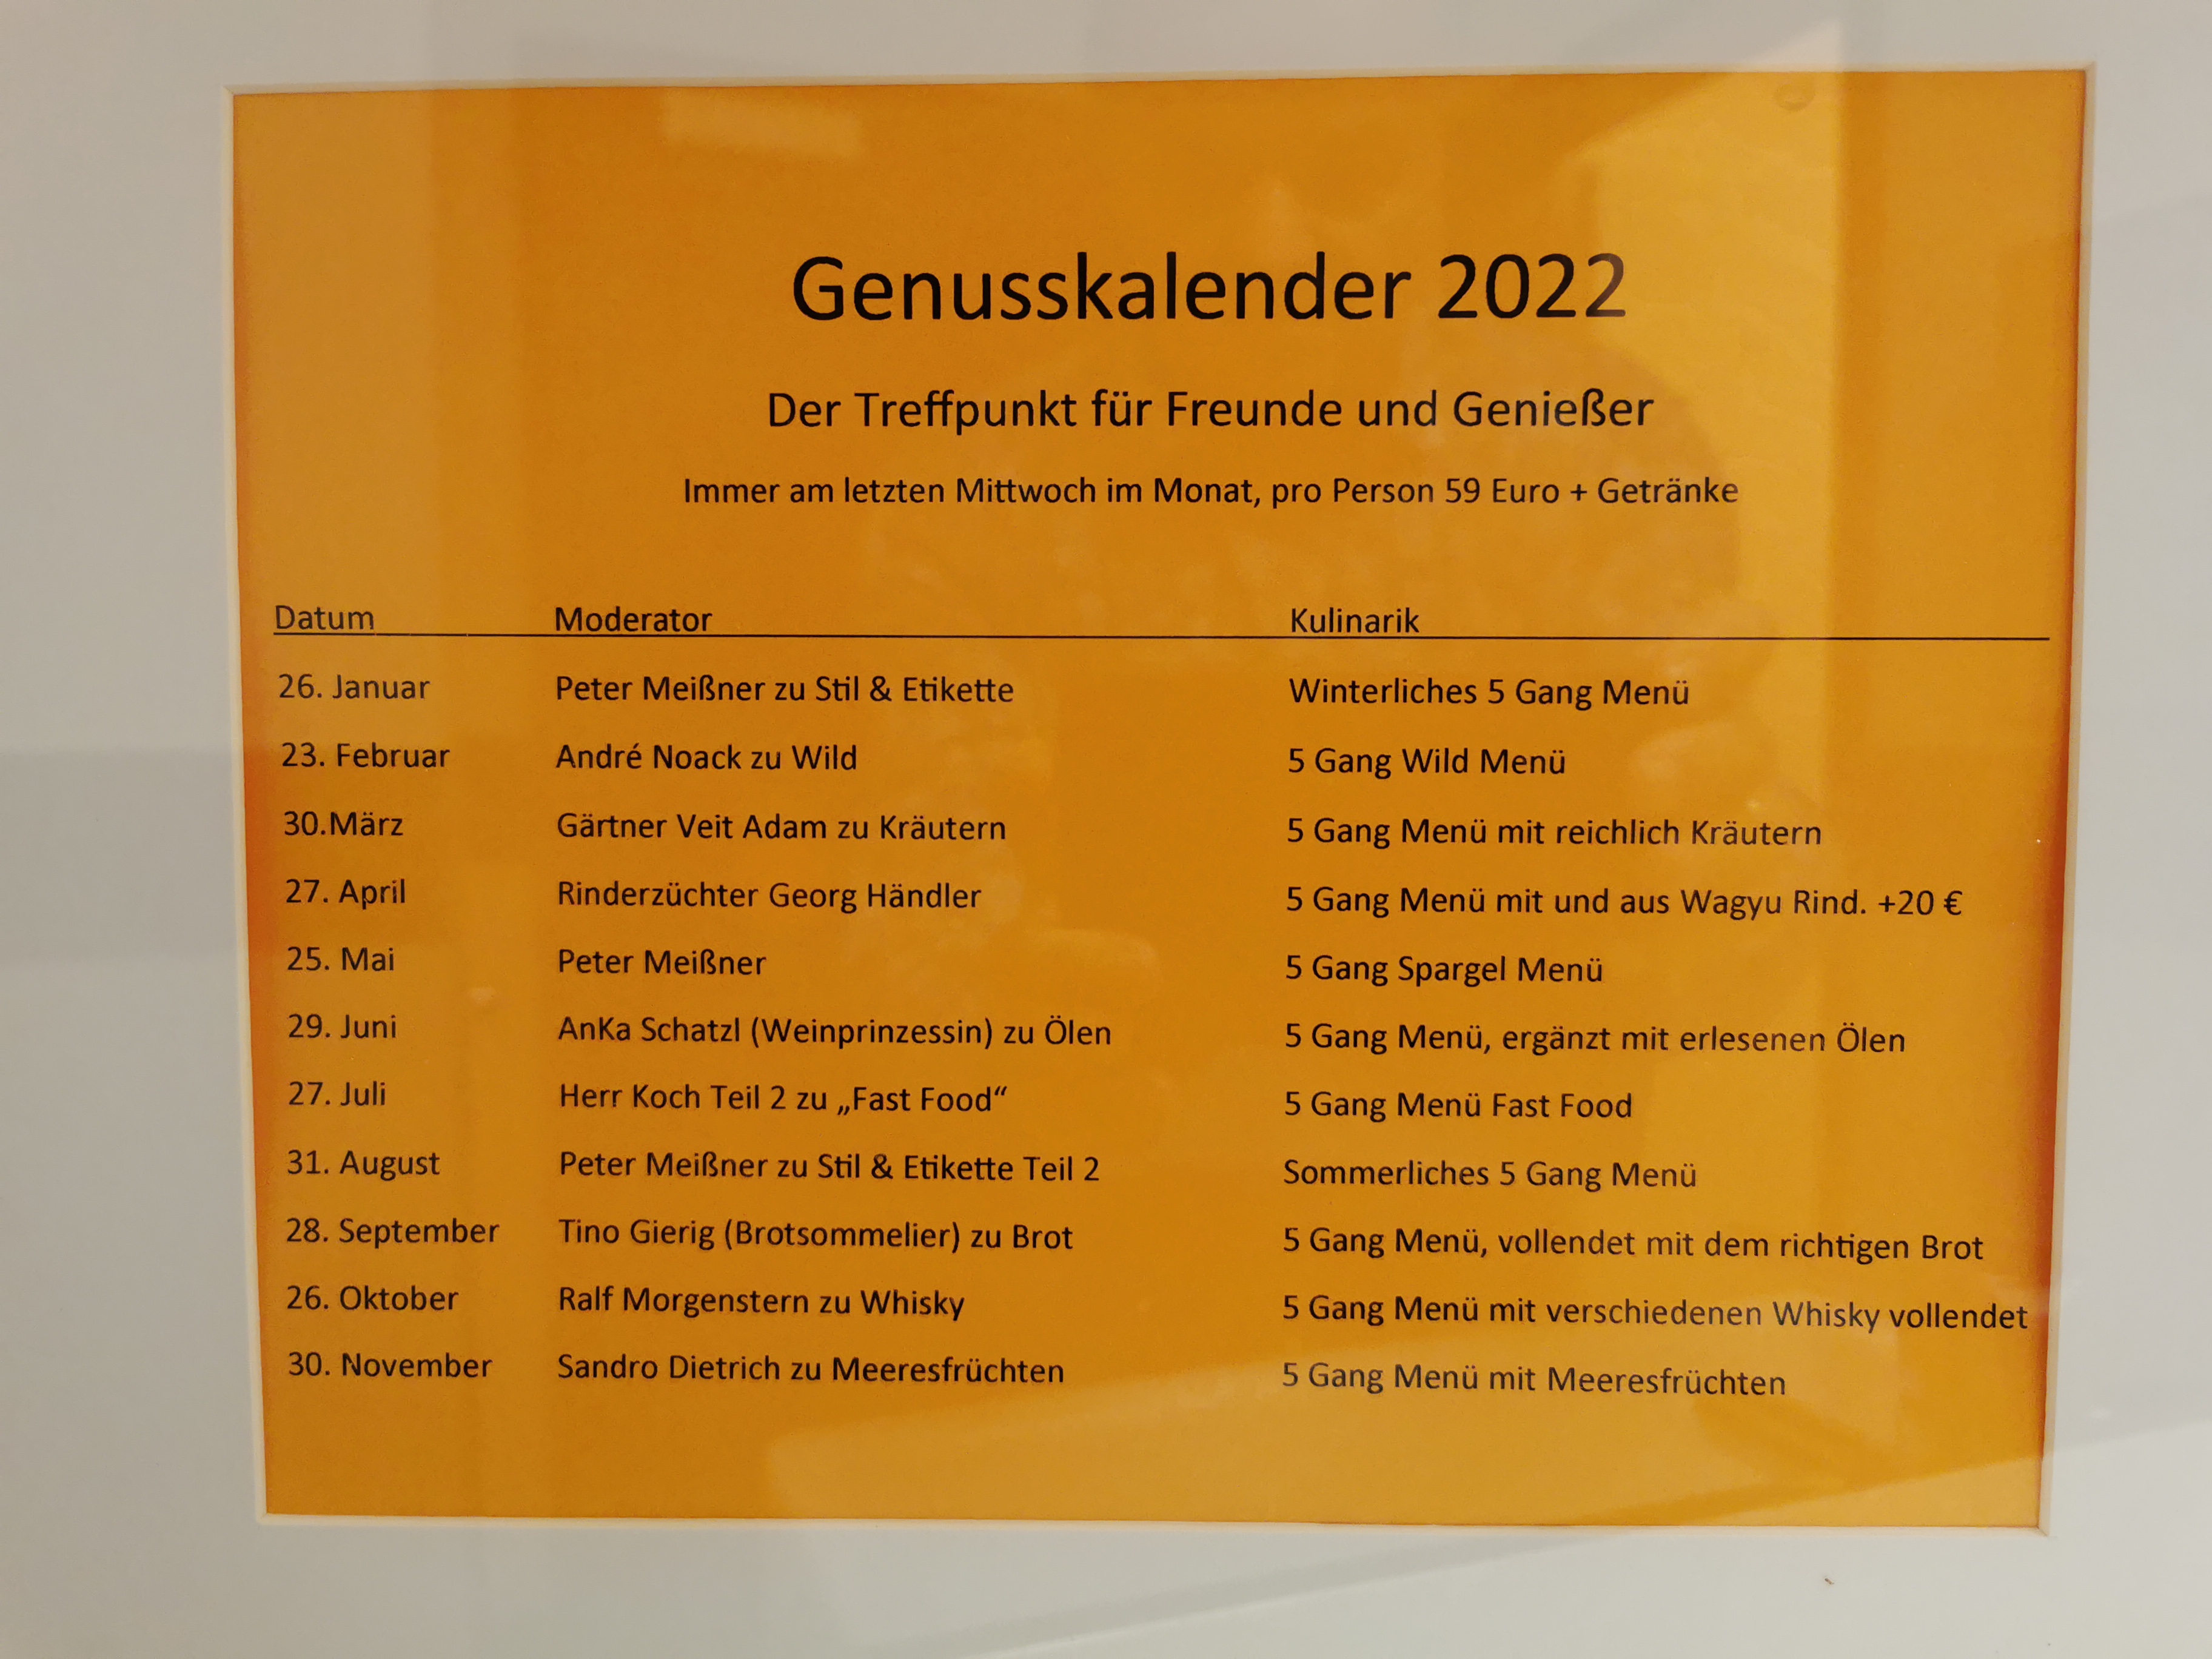 Genusskalender 2022
Der Treffpunkt für Freunde und Genießer
Immer am letzten Mittwoch im Monat, pro Person 59 Euro + Getränke
Datum Moderator Kulinarik
26. Januar Peter Meißner zu Stil & Etikette Winterliches 5 Gang Menü
23. Februar André Noack zu Wild 5 Gang Wild Menü
30.März Gärtner Veit Adam zu Kräutern 5 Gang Menü mit reichlich Kräutern
27. April Rinderzüchter Georg Händler 5 Gang Menü mit und aus Wagyu Rind. +20 €
25. Mai Peter Meißner 5 Gang Spargel Menü
29. Juni AnKa Schatzl (Weinprinzessin) zu Ölen 5 Gang Menü, ergänzt mit erlesenen Ölen
27. Juli Herr Koch Teil 2 zu „Fast Food“ 5 Gang Menü Fast Food
31. August Peter Meißner zu Stil & Etikette Teil 2 Sommerliches 5 Gang Menü
28. September Tino Gierig (Brotsommelier) zu Brot 5 Gang Menü, vollendet mit dem richtigen Brot
26. Oktober Ralf Morgenstern zu Whisky 5 Gang Menü mit verschiedenen Whisky vollendet
30. November Sandro Dietrich zu Meeresfrüchten 5 Gang Menü mit Meeresfrüchten